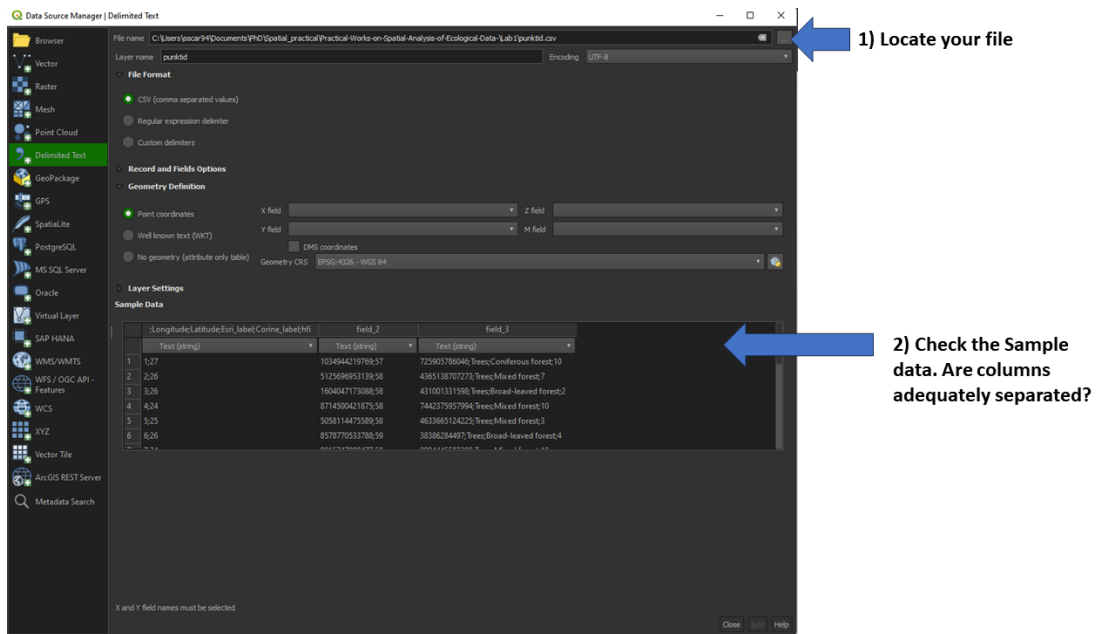 Data Source Manager | Delimited Text
Browser
Vector
Raster
Mesh
Point Cloud
Delimited Text
GeoPackage
GPS
SpatiaLite
PostgreSQL
MS SQL Server
Oracle
Virtual Layer
SAP HANA
WMS/WMTS
WFS / OGC API -
Features
WCS
XYZ
Vector Tile
ArcGIS REST Server
Metadata Search
File name C:\Users\oscar94\Documents\PhD\Spatial_practical\Practical-Works-on-Spatial-Analysis-of-Ecological-Data-\Lab1\punktid.csv ...
Layer name punktid Encoding UTF-8
File Format
CSV (comma separated values)
Regular expression delimiter
Custom delimiters
Record and Fields Options
Geometry Definition
Point coordinates X field Z field
Well known text (WKT) Y field M field
DMS coordinates
No geometry (attribute only table) Geometry CRS EPSG:4326 - WGS 84
Layer Settings
Sample Data
;Longitude;Latitude;Esri_label;Corine_label;hfi field_2 field_3
Text (string) Text (string) Text (string)
1 1;27 1034944219769;57 725905786046;Trees;Coniferous forest;10
2 2;26 5125696953139;58 4365138707273;Trees;Mixed forest;7
3 3;26 1604047173088;58 431001331598;Trees;Broad-leaved forest;2
4 4;24 8714500421875;58 7442375957994;Trees;Mixed forest;10
5 5;25 5058114475589;58 4633665124225;Trees;Mixed forest;3
6 6;26 8578770533788;59 38386284497;Trees;Broad-leaved forest;4
X and Y field names must be selected
Close Add Help
1) Locate your file
2) Check the Sample
data. Are columns
adequately separated?